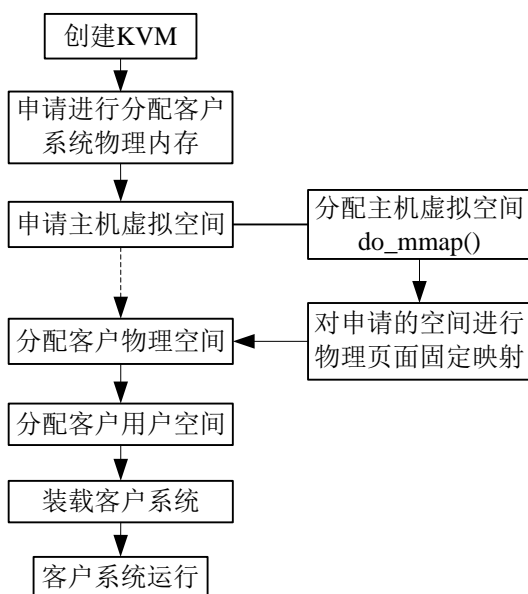 创建KVM
申请进行分配客户
系统物理内存
申请主机虚拟空间
分配主机虚拟空间
do_mmap()
对申请的空间进行
物理页面固定映射
分配客户物理空间
分配客户用户空间
装载客户系统
客户系统运行